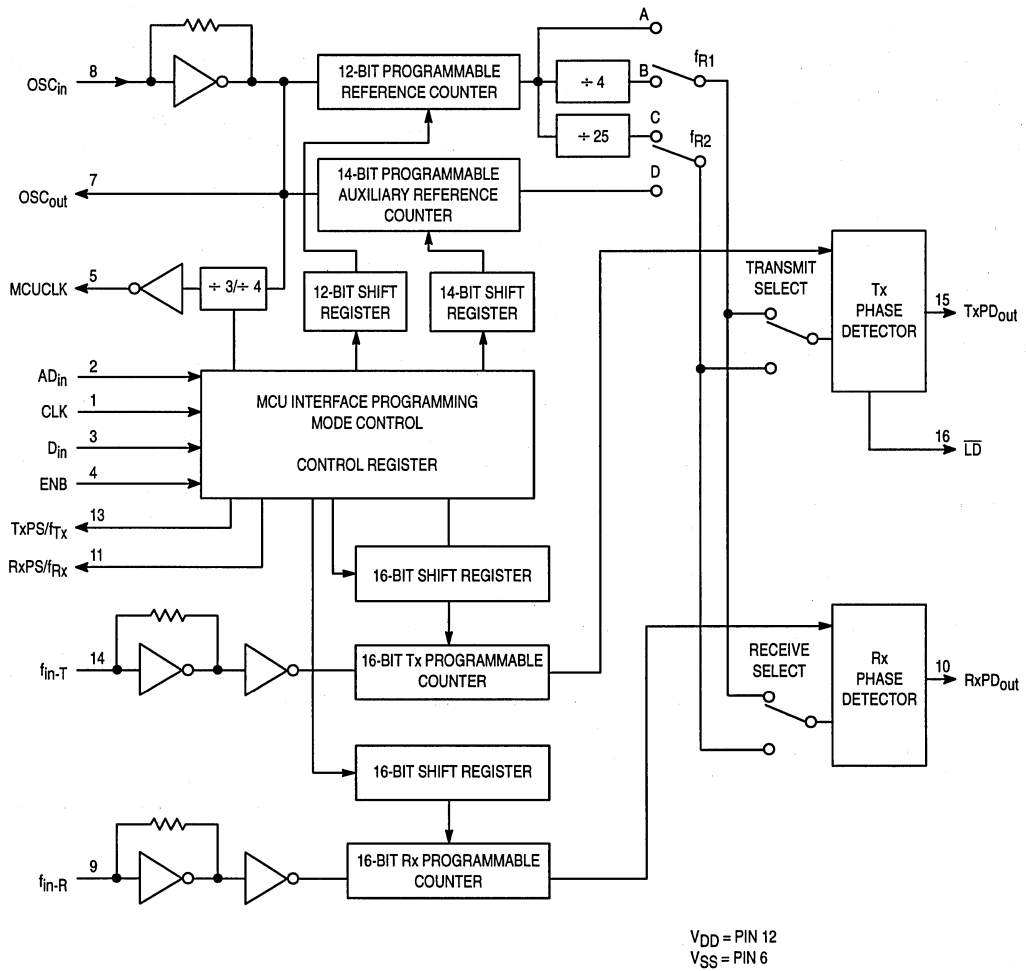 A
8
OSCin
12-BIT PROGRAMMABLE
REFERENCE COUNTER
÷ 4
B
fR1
÷ 25
C
fR2
7
OSCout
14-BIT PROGRAMMABLE
AUXILIARY REFERENCE
COUNTER
D
5
MCUCLK
÷ 3/÷ 4
12-BIT SHIFT
REGISTER
14-BIT SHIFT
REGISTER
TRANSMIT
SELECT
Tx
PHASE
DETECTOR
15
TxPDout
16
LD
2
ADin
1
CLK
3
Din
4
ENB
MCU INTERFACE PROGRAMMING
MODE CONTROL
CONTROL REGISTER
13
TxPS/fTx
11
RxPS/fRx
16-BIT SHIFT REGISTER
14
fin-T
16-BIT Tx PROGRAMMABLE
COUNTER
RECEIVE
SELECT
Rx
PHASE
DETECTOR
10
RxPDout
16-BIT SHIFT REGISTER
9
fin-R
16-BIT Rx PROGRAMMABLE
COUNTER
VDD = PIN 12
VSS = PIN 6